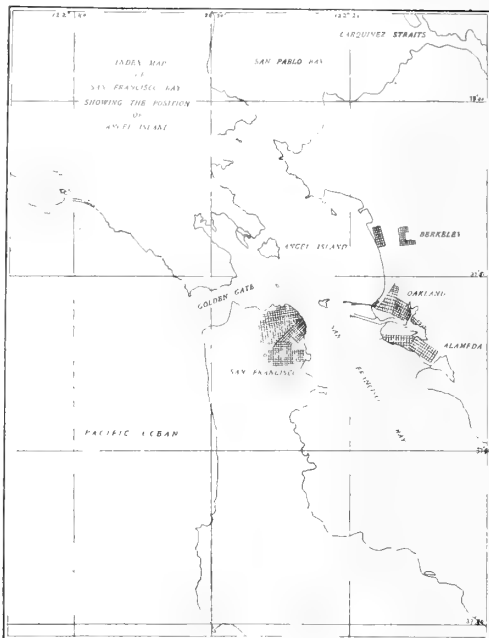 INDEX MAP
OF
SAN FRANCISCO BAY
SHOWING THE POSITION
OF
ANGEL ISLAND
SAN PABLO BAY
STRAITS
BERKELEY
ANGEL ISLAND
GOLDEN GATE
OAKLAND
ALAMEDA
SAN FRANCISCO
SAN
FRANCISCO
BAY
PACIFIC OCEAN